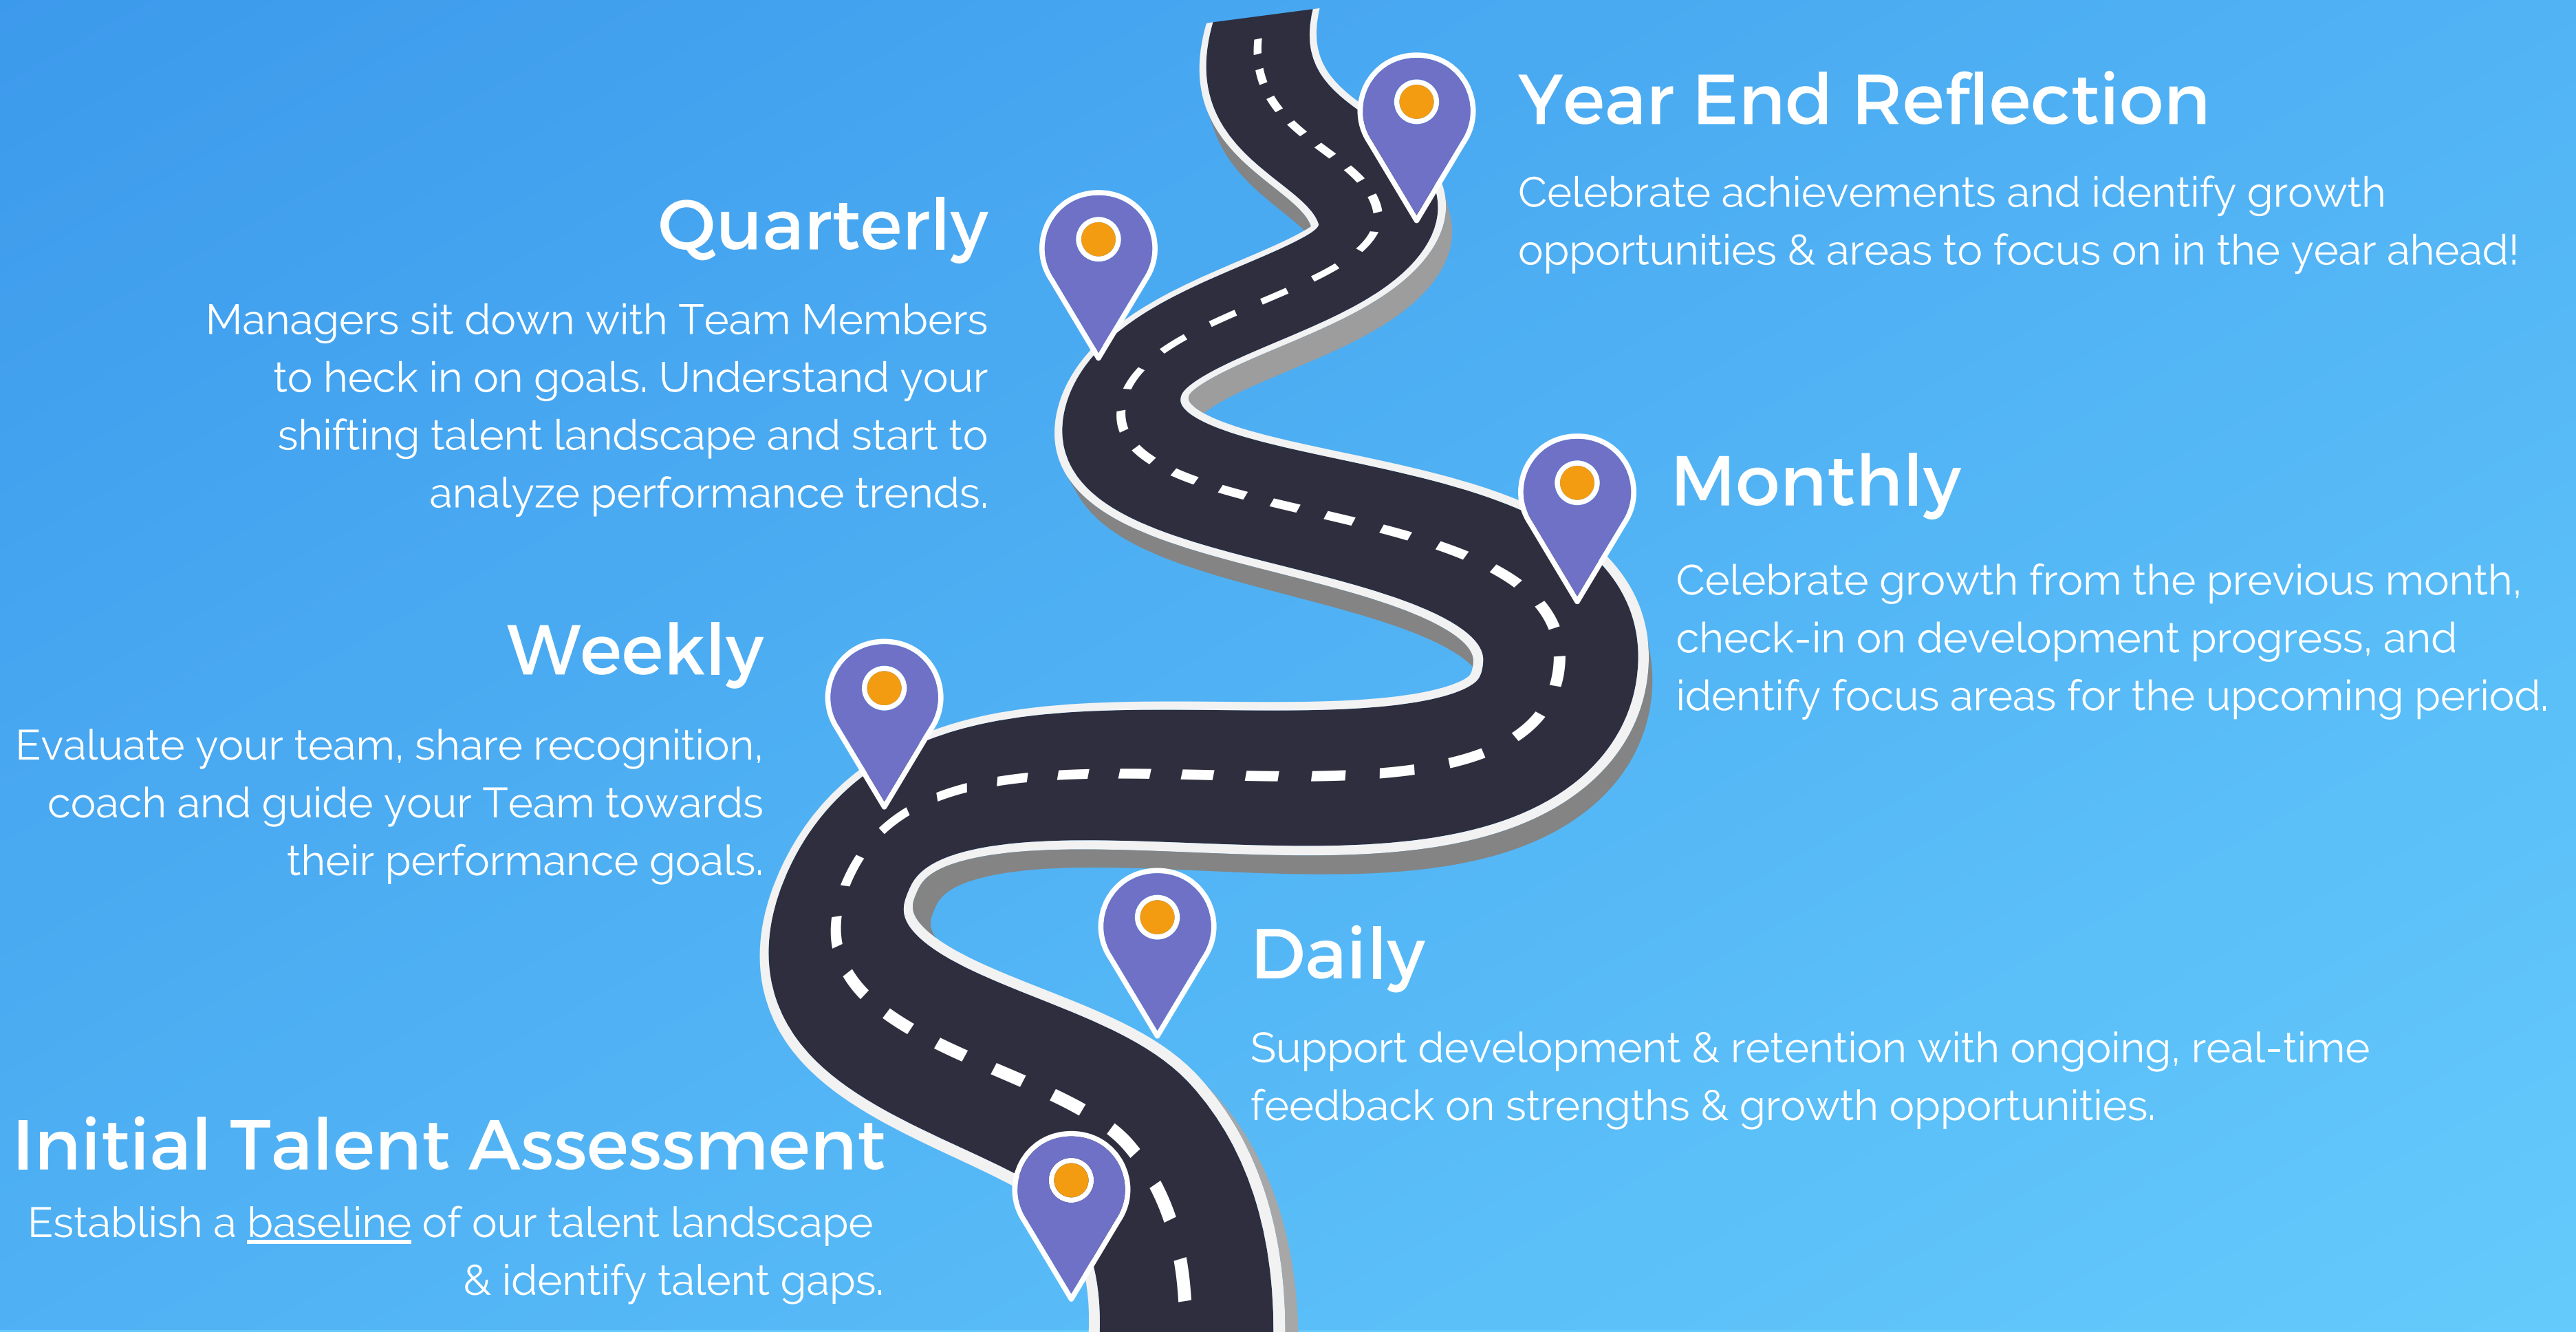 Year End Reflection
Celebrate achievements and identify growth
opportunities & areas to focus on in the year ahead!
Quarterly
Managers sit down with Team Members
to heck in on goals. Understand your
shifting talent landscape and start to
analyze performance trends.
Monthly
Celebrate growth from the previous month,
check-in on development progress, and
identify focus areas for the upcoming period.
Weekly
Evaluate your team, share recognition,
coach and guide your Team towards
their performance goals.
Daily
Support development & retention with ongoing, real-time
feedback on strengths & growth opportunities.
Initial Talent Assessment
Establish a baseline of our talent landscape
& identify talent gaps.